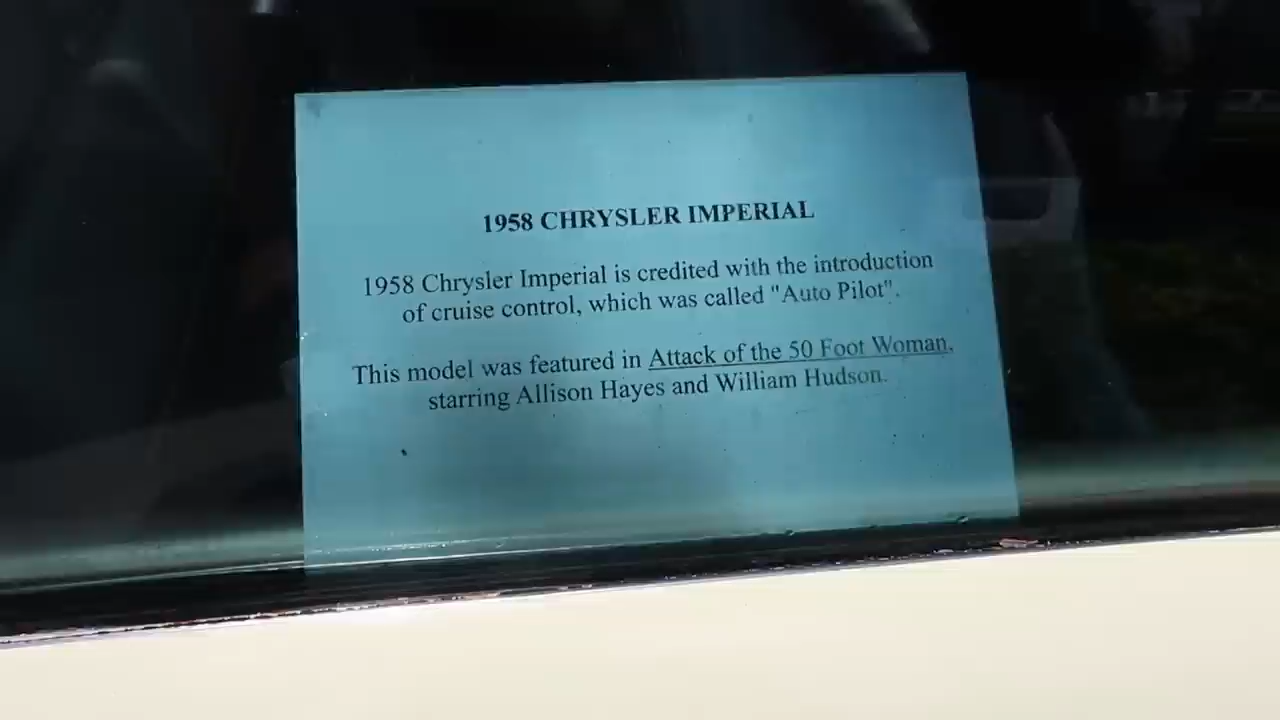 1958 CHRYSLER IMPERIAL
1958 Chrysler Imperial is credited with the introduction
of cruise control, which was called "Auto Pilot".
This model was featured in Attack of the 50 Foot Woman,
starring Allison Hayes and William Hudson.